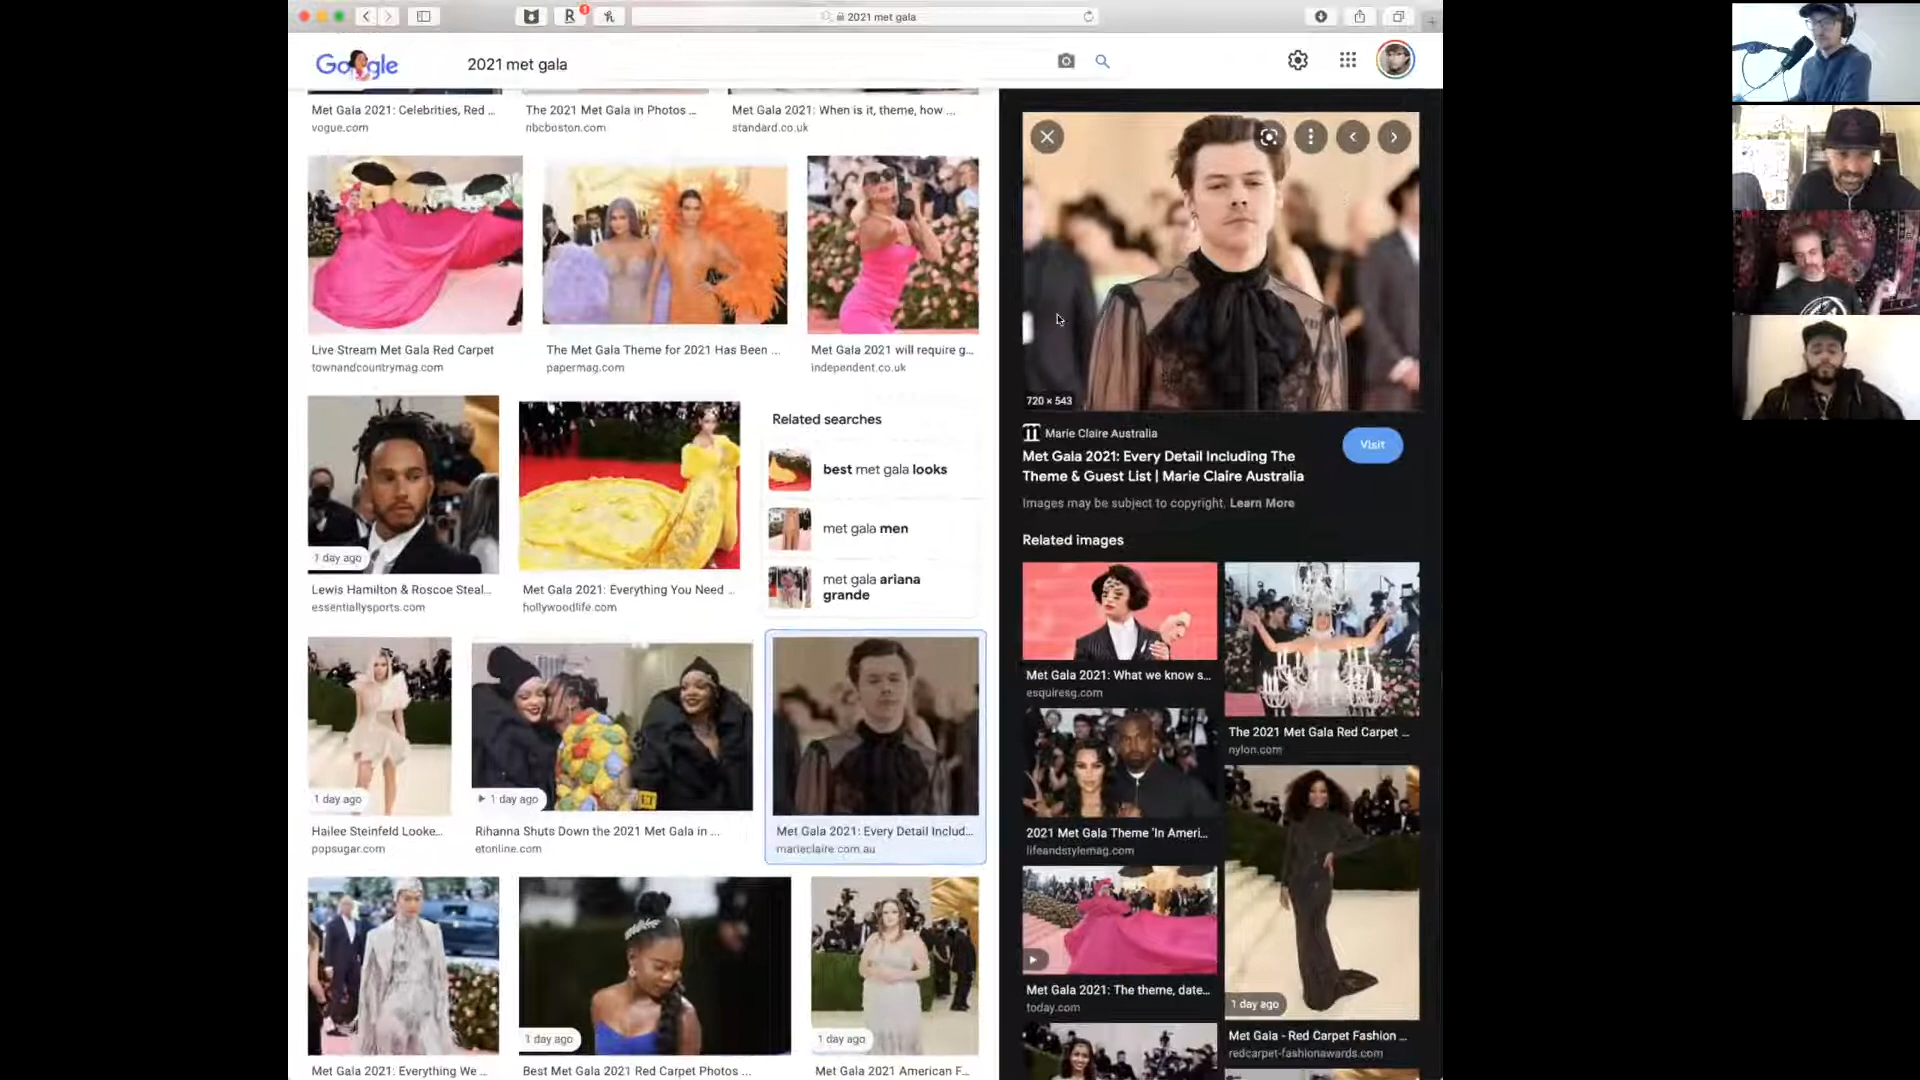 2021 met gala
R
1
Google
2021 met gala
Met Gala 2021: Celebrities, Red ...
vogue.com
The 2021 Met Gala in Photos ...
nbcboston.com
Met Gala 2021: When is it, theme, how ...
standard.co.uk
Live Stream Met Gala Red Carpet
townandcountrymag.com
The Met Gala Theme for 2021 Has Been ...
papermag.com
Met Gala 2021 will require g...
independent.co.uk
1 day ago
Lewis Hamilton & Roscoe Steal...
essentiallysports.com
Met Gala 2021: Everything You Need ...
hollywoodlife.com
Related searches
best met gala looks
met gala men
met gala ariana
grande
1 day ago
Hailee Steinfeld Looke...
popsugar.com
1 day ago
ET
Rihanna Shuts Down the 2021 Met Gala in ...
etonline.com
Met Gala 2021: Every Detail Includ...
marieclaire.com.au
Met Gala 2021: Everything We ...
1 day ago
Best Met Gala 2021 Red Carpet Photos ...
1 day ago
Met Gala 2021 American F...
720 × 543
Marie Claire Australia
Met Gala 2021: Every Detail Including The
Theme & Guest List | Marie Claire Australia
Visit
Images may be subject to copyright. Learn More
Related images
Met Gala 2021: What we know s...
esquiresg.com
The 2021 Met Gala Red Carpet ...
nylon.com
2021 Met Gala Theme 'In Ameri...
lifeandstylemag.com
Met Gala 2021: The theme, date...
today.com
1 day ago
Met Gala - Red Carpet Fashion ...
redcarpet-fashionawards.com